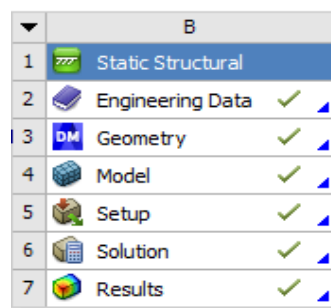 B
1 Static Structural
2 Engineering Data
3 DM Geometry
4 Model
5 Setup
6 Solution
7 Results